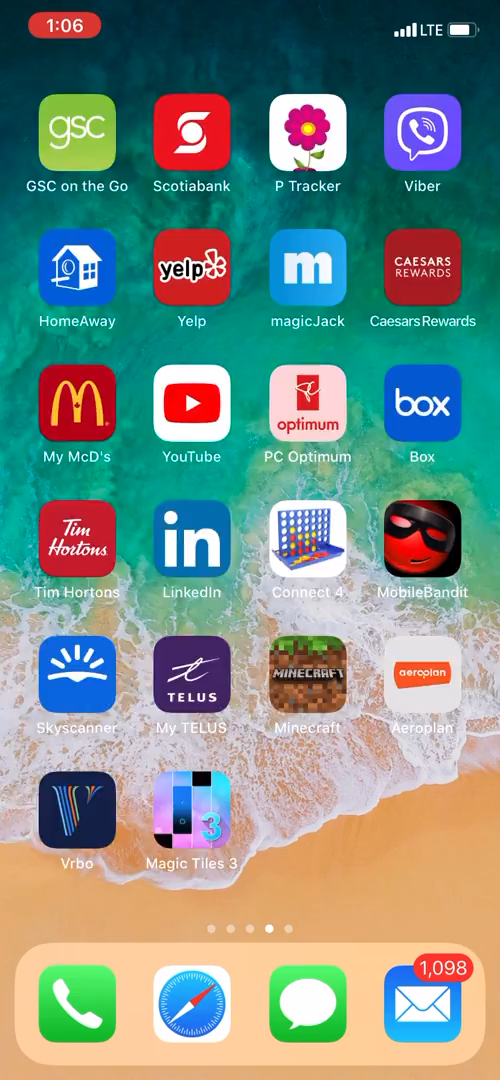 1:06
LTE
gsc
GSC on the Go
Scotiabank
P Tracker
Viber
HomeAway
yelp
Yelp
m
magicJack
CAESARS
REWARDS
Caesars Rewards
M
My McD's
YouTube
optimum
PC Optimum
box
Box
Tim
Hortons
Tim Hortons
in
LinkedIn
Connect 4
MobileBandit
Skyscanner
t
TELUS
My TELUS
MINECRAFT
Minecraft
aeroplan
Aeroplan
V
Vrbo
3
Magic Tiles 3
1,098